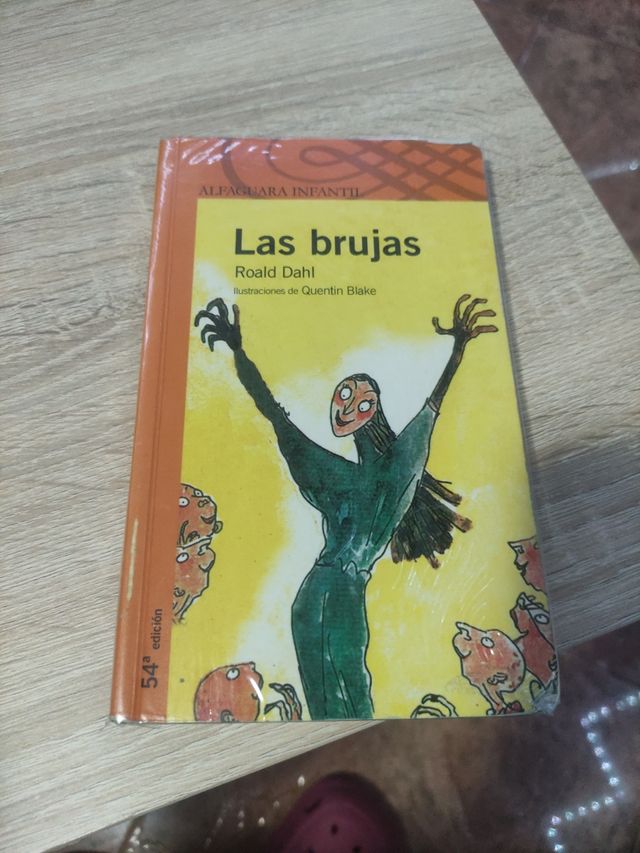 ALFAGUARA INFANTIL
Las brujas
Roald Dahl
Ilustraciones de Quentin Blake
54ª edición